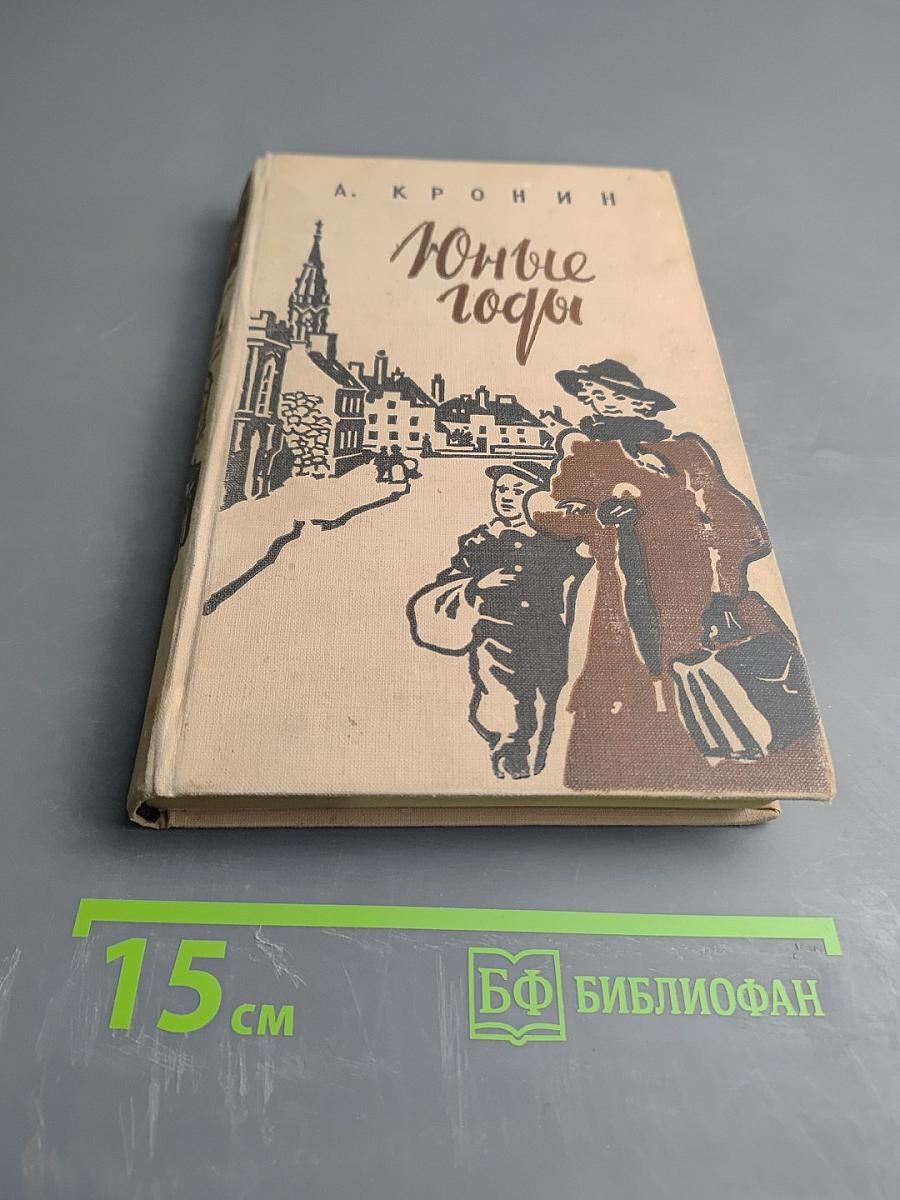 А. КРОНИН
Юные
годы
15 см
БФ БИБЛИОФАН